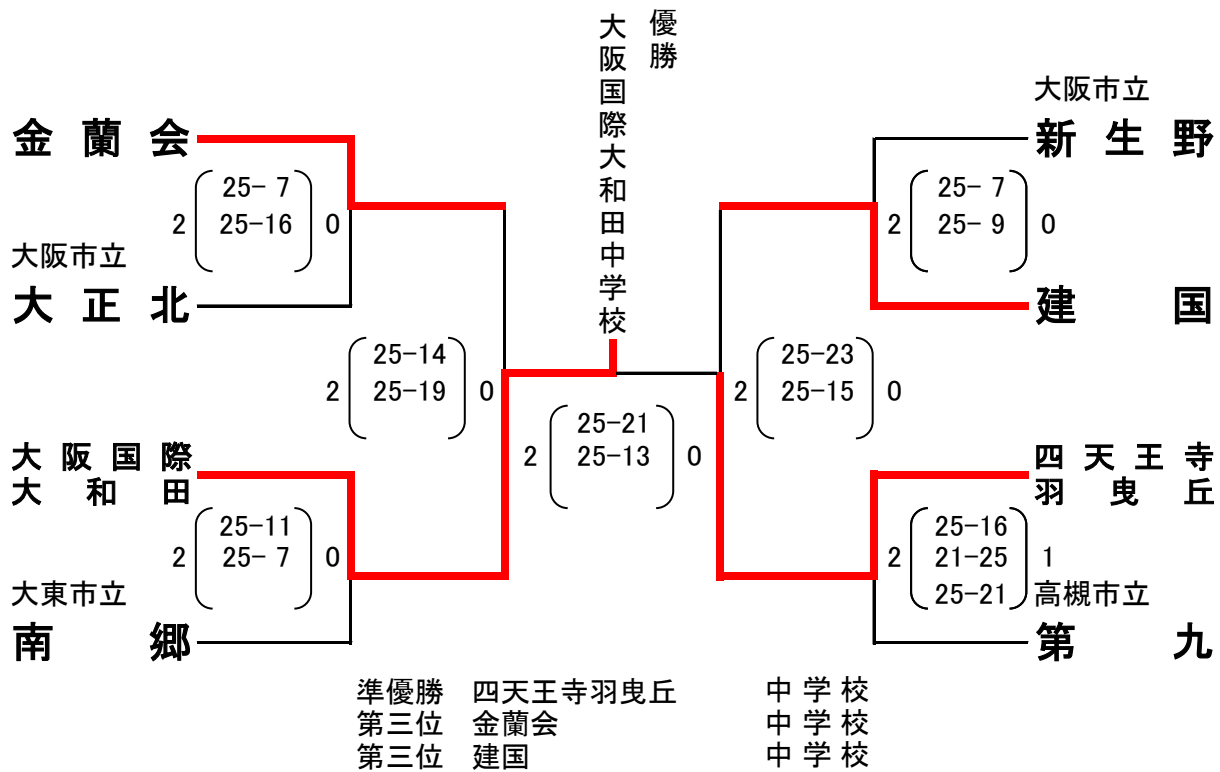 優勝
大阪国際大和田中学校
金蘭会
25- 7
2 25-16 0
大阪市立
大正北
25-14
2 25-19 0
大阪国際
大和田
25-11
2 25- 7 0
大東市立
南郷
25-21
2 25-13 0
大阪市立
新生野
25- 7
2 25- 9 0
建国
25-23
2 25-15 0
四天王寺
羽曳丘
25-16
2 21-25 1
25-21
高槻市立
第九
準優勝 四天王寺羽曳丘 中学校
第三位 金蘭会 中学校
第三位 建国 中学校